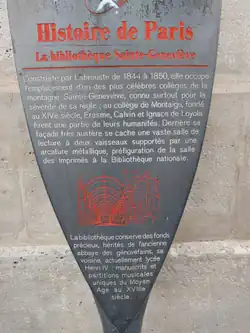 Histoire de Paris
La bibliothèque Sainte-Geneviève
Construite par Labrouste de 1844 à 1850, elle occupe
l'emplacement d'un des plus célèbres collèges de la
montagne Sainte-Geneviève, connu surtout pour la
sévérité de sa règle ; au collège de Montaigu, fondé
au XIVe siècle, Erasme, Calvin et Ignace de Loyola
firent une partie de leurs humanités. Derrière sa
façade très austère se cache une vaste salle de
lecture à deux vaisseaux supportés par une
arcature métallique, préfiguration de la salle
des imprimés à la Bibliothèque nationale.
La bibliothèque conserve des fonds
précieux, hérités de l'ancienne
abbaye des génovéfains, sa
voisine, actuellement lycée
Henri IV : manuscrits et
partitions musicales
uniques du Moyen
Age au XVIIIe
siècle.